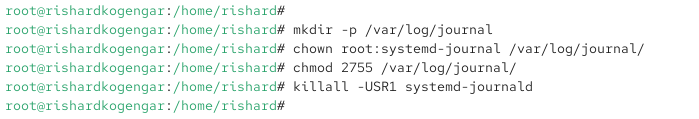 root@rishardkogengar:/home/rishard#
root@rishardkogengar:/home/rishard# mkdir -p /var/log/journal
root@rishardkogengar:/home/rishard# chown root:systemd-journal /var/log/journal/
root@rishardkogengar:/home/rishard# chmod 2755 /var/log/journal/
root@rishardkogengar:/home/rishard# killall -USR1 systemd-journald
root@rishardkogengar:/home/rishard#